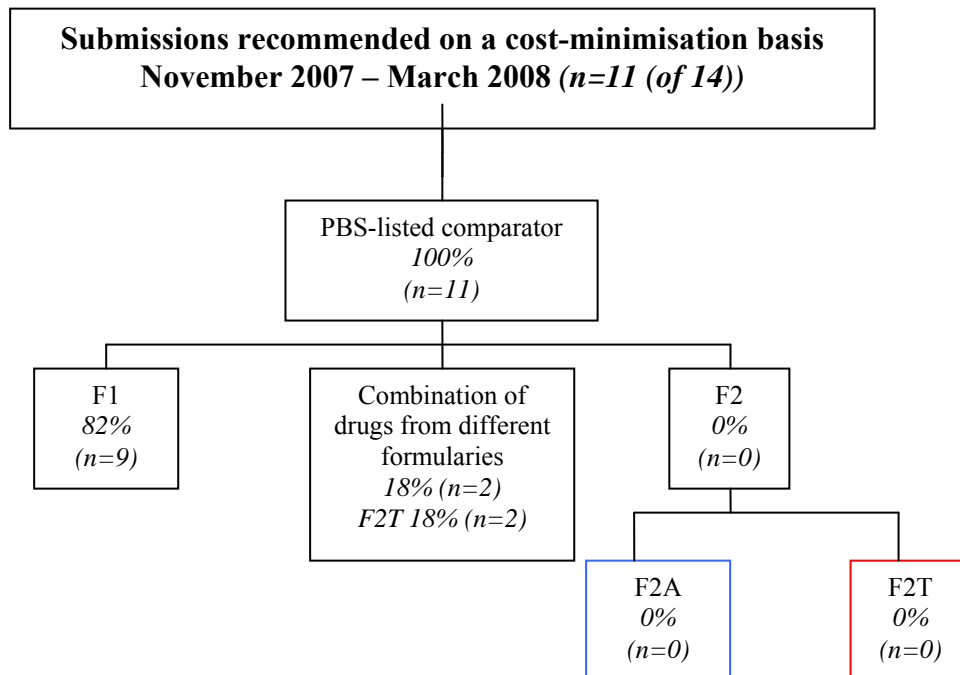 Submissions recommended on a cost-minimisation basis
November 2007 – March 2008 (n=11 (of 14))
PBS-listed comparator
100%
(n=11)
F1
82%
(n=9)
Combination of
drugs from different
formularies
18% (n=2)
F2T 18% (n=2)
F2
0%
(n=0)
F2A
0%
(n=0)
F2T
0%
(n=0)